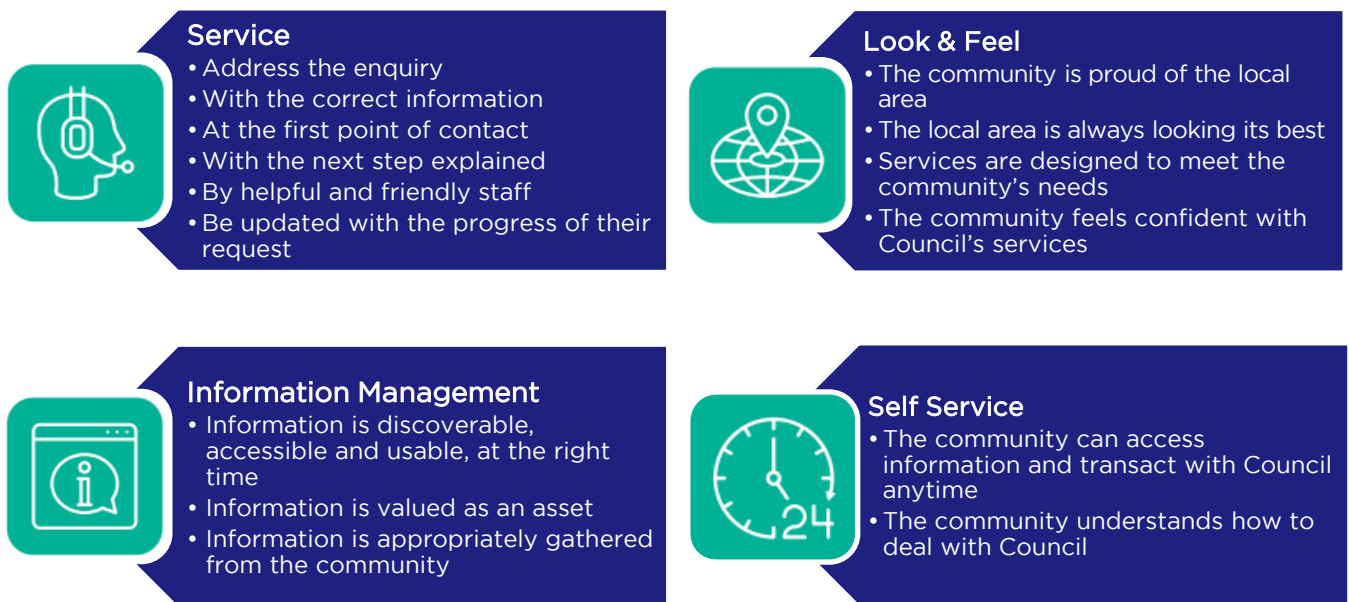 Service
• Address the enquiry
• With the correct information
• At the first point of contact
• With the next step explained
• By helpful and friendly staff
• Be updated with the progress of their
request
Look & Feel
• The community is proud of the local
area
• The local area is always looking its best
• Services are designed to meet the
community’s needs
• The community feels confident with
Council’s services
Information Management
• Information is discoverable,
accessible and usable, at the right
time
• Information is valued as an asset
• Information is appropriately gathered
from the community
i
Self Service
• The community can access
information and transact with Council
anytime
• The community understands how to
deal with Council
24